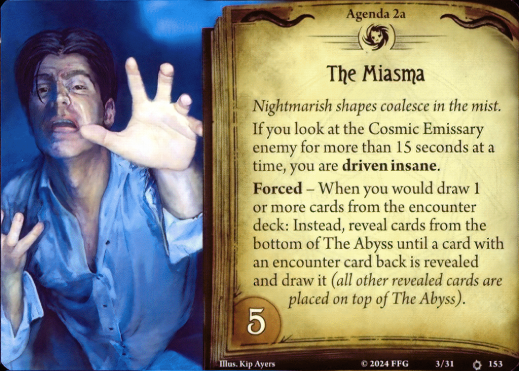 Agenda 2a
The Miasma
Nightmarish shapes coalesce in the mist.
If you look at the Cosmic Emissary
enemy for more than 15 seconds at a
time, you are driven insane.
Forced – When you would draw 1
or more cards from the encounter
deck: Instead, reveal cards from the
bottom of The Abyss until a card with
an encounter card back is revealed
and draw it (all other revealed cards are
placed on top of The Abyss).
5
Illus. Kip Ayers © 2024 FFG 3/31 153